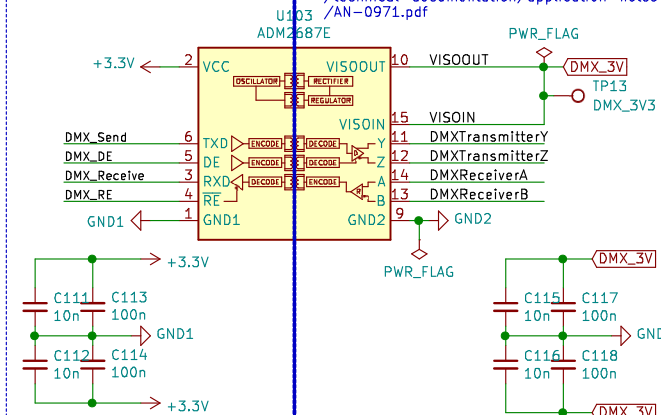 /AN-0971.pdf
U103
ADM2687E
PWR_FLAG
+3.3V
2
VCC
VISOOUT
10
VISOOUT
DMX_3V
OSCILLATOR
RECTIFIER
REGULATOR
TP13
DMX_3V3
VISOIN
15
VISOIN
DMX_Send
6
TXD
ENCODE
DECODE
D
Y
11
DMXTransmitterY
DMX_DE
5
DE
ENCODE
DECODE
Z
12
DMXTransmitterZ
DMX_Receive
3
RXD
DECODE
ENCODE
R
A
14
DMXReceiverA
DMX_RE
4
RE
B
13
DMXReceiverB
GND1
1
GND1
GND2
9
GND2
PWR_FLAG
+3.3V
DMX_3V
C111
10n
C113
100n
C115
10n
C117
100n
GND1
GND
C112
10n
C114
100n
C116
10n
C118
100n
+3.3V
DMX_3V